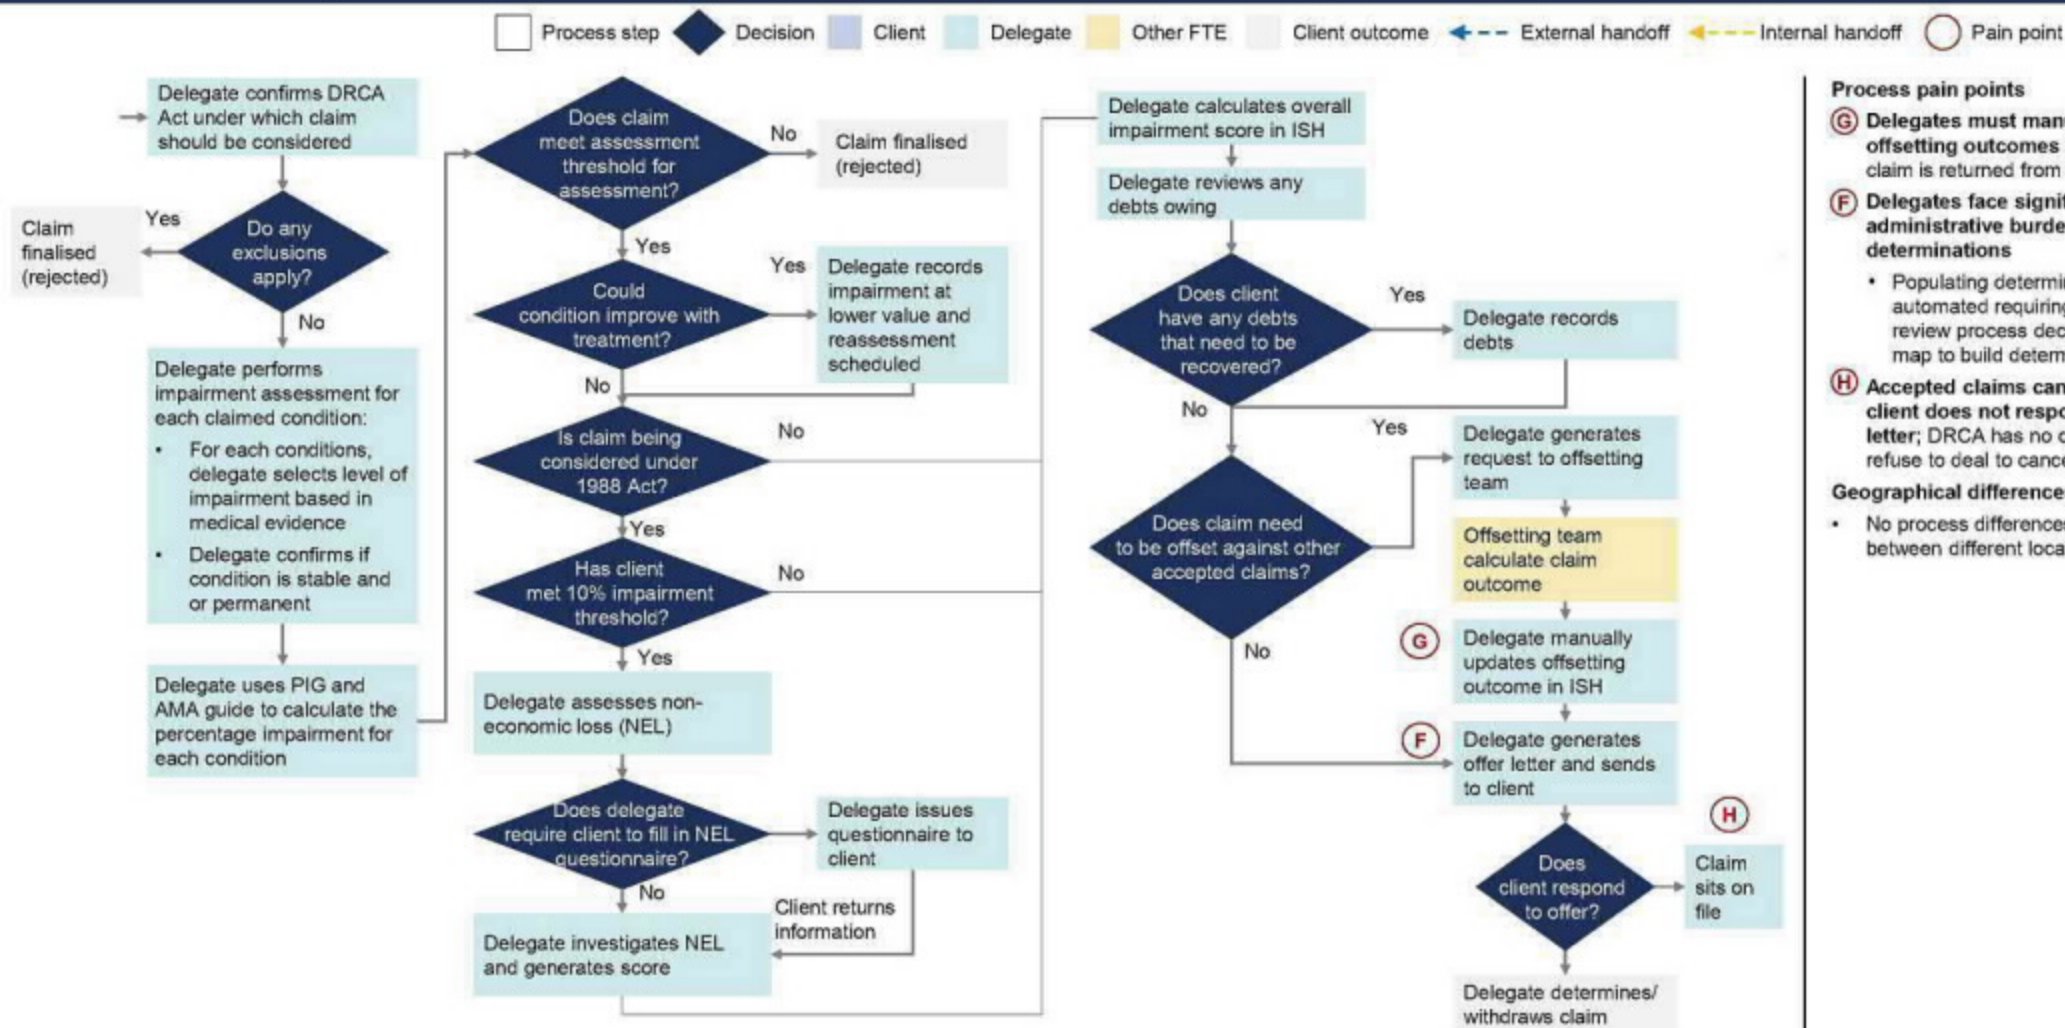 Process step
Decision
Client
Delegate
Other FTE
Client outcome
External handoff
Internal handoff
Pain point
Delegate confirms DRCA
Act under which claim
should be considered
Do any
exclusions
apply?
Yes
Claim
finalised
(rejected)
No
Delegate performs
impairment assessment for
each claimed condition:
• For each conditions,
delegate selects level of
impairment based in
medical evidence
• Delegate confirms if
condition is stable and
or permanent
Delegate uses PIG and
AMA guide to calculate the
percentage impairment for
each condition
Does claim
meet assessment
threshold for
assessment?
No
Claim finalised
(rejected)
Yes
Could
condition improve with
treatment?
Yes
Delegate records
impairment at
lower value and
reassessment
scheduled
No
Is claim being
considered under
1988 Act?
No
Yes
Has client
met 10% impairment
threshold?
No
Yes
Delegate assesses non-
economic loss (NEL)
Does delegate
require client to fill in NEL
questionnaire?
Delegate issues
questionnaire to
client
No
Client returns
information
Delegate investigates NEL
and generates score
Delegate calculates overall
impairment score in ISH
Delegate reviews any
debts owing
Does client
have any debts
that need to be
recovered?
Yes
Delegate records
debts
No
Does claim need
to be offset against other
accepted claims?
Yes
Delegate generates
request to offsetting
team
Offsetting team
calculate claim
outcome
G
Delegate manually
updates offsetting
outcome in ISH
No
F
Delegate generates
offer letter and sends
to client
H
Does
client respond
to offer?
Claim
sits on
file
Delegate determines/
withdraws claim
Process pain points
G Delegates must man
offsetting outcomes
claim is returned from
F Delegates face signif
administrative burde
determinations
• Populating determi
automated requiring
review process dec
map to build determ
H Accepted claims can
client does not respo
letter; DRCA has no
refuse to deal to cance
Geographical difference
• No process differences
between different loca